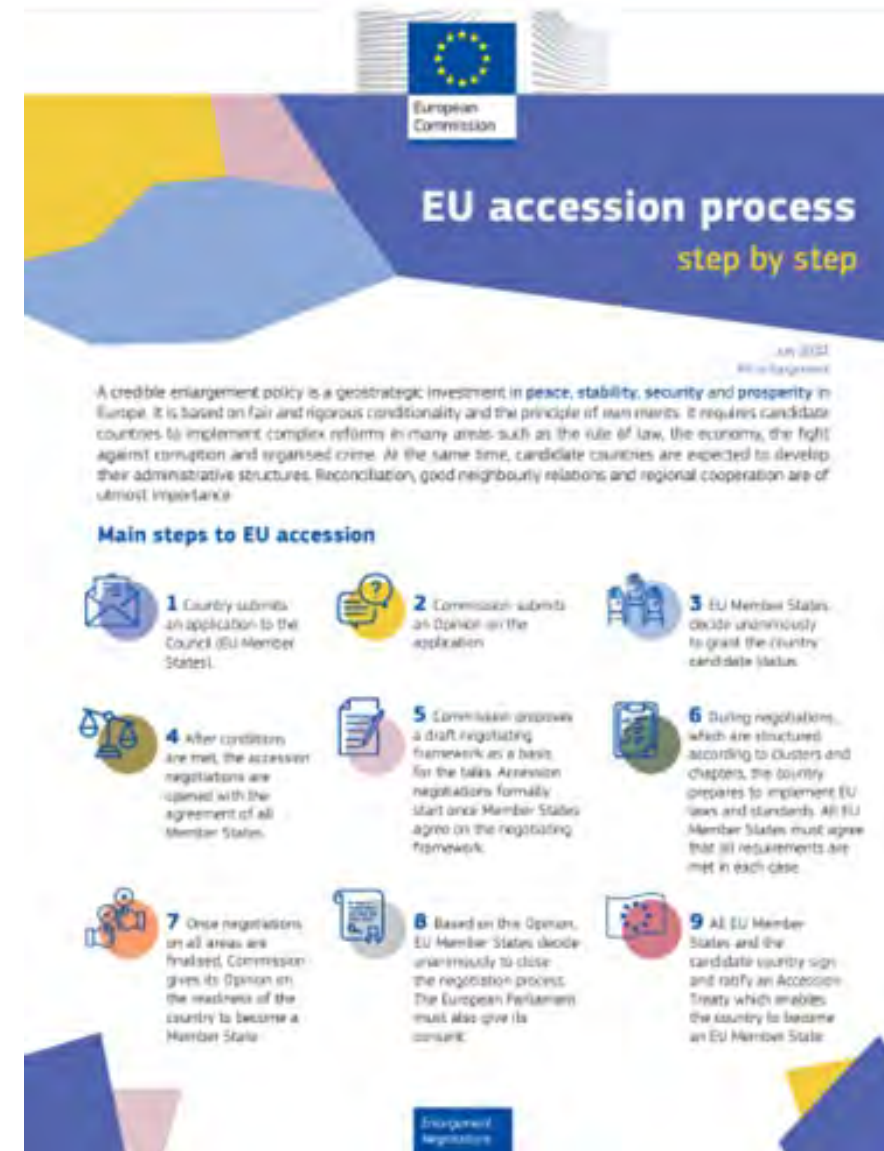 European
Commission
EU accession process
step by step
A credible enlargement policy is a geostrategic investment in peace, stability, security and prosperity in
Europe. It is based on fair and rigorous conditionality and the principle of own merits. It requires candidate
countries to implement complex reforms in many areas such as the rule of law, the economy, the fight
against corruption and organised crime. At the same time, candidate countries are expected to develop
their administrative structures. Reconciliation, good neighbourly relations and regional cooperation are of
utmost importance
Main steps to EU accession
1 Country submits
an application to the
Council (EU Member
States).
2 Commission submits
an Opinion on the
application
3 EU Member States
decide unanimously
to grant the country
candidate status.
4 After conditions
are met, the accession
negotiations are
opened with the
agreement of all
Member States.
5 Commission proposes
a draft negotiating
framework as a basis
for the talks. Accession
negotiations formally
start once Member States
agree on the negotiating
framework.
6 During negotiations,
which are structured
according to clusters and
chapters, the country
prepares to implement EU
laws and standards. All EU
Member States must agree
that all requirements are
met in each case.
7 Once negotiations
on all areas are
finalised, Commission
gives its Opinion on
the readiness of the
country to become a
Member State
8 Based on this Opinion,
EU Member States decide
unanimously to close
the negotiation process.
The European Parliament
must also give its
consent.
9 All EU Member
States and the
candidate country sign
and ratify an Accession
Treaty which enables
the country to become
an EU Member State
Enlargement
Negotiations